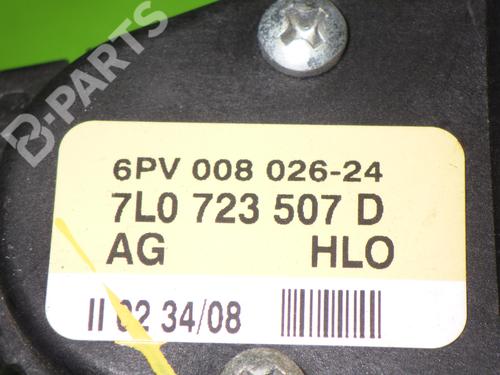 B-PARTS
6PV 008 026-24
7L0 723 507 D
AG HLO
II 02 34/08